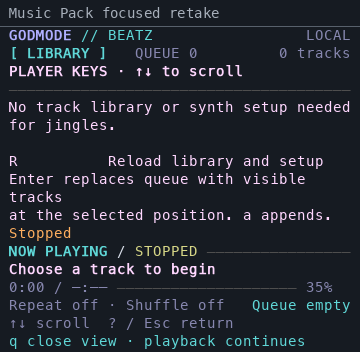 Music Pack focused retake
GODMODE // BEATZ LOCAL
[ LIBRARY ] QUEUE 0 0 tracks
PLAYER KEYS · ↑↓ to scroll
No track library or synth setup needed
for jingles.
R Reload library and setup
Enter replaces queue with visible
tracks
at the selected position. a appends.
Stopped
NOW PLAYING / STOPPED
Choose a track to begin
0:00 / —:—— 35%
Repeat off · Shuffle off Queue empty
↑↓ scroll ? / Esc return
q close view · playback continues